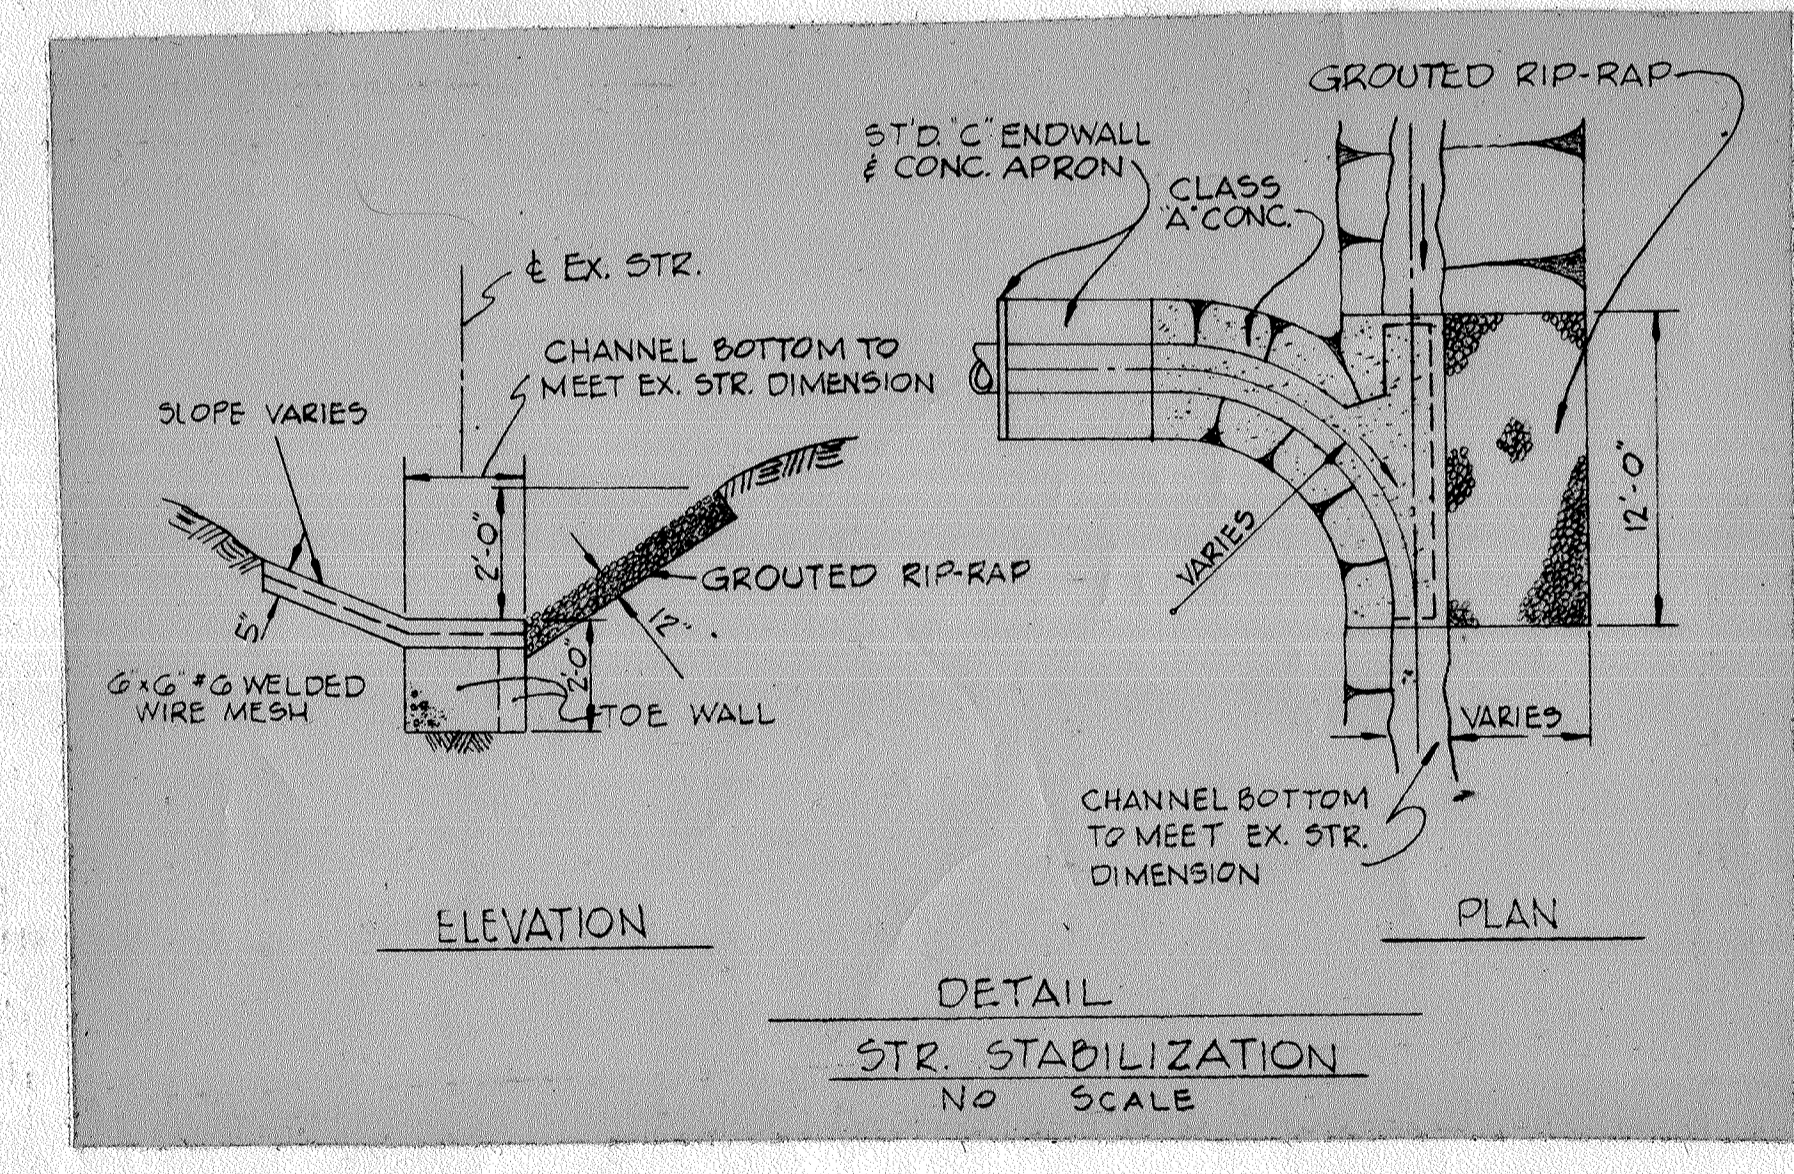 GROUTED RIP-RAP
ST'D. "C" ENDWALL
& CONC. APRON
CLASS
"A" CONC.
℄ EX. STR.
CHANNEL BOTTOM TO
MEET EX. STR. DIMENSION
SLOPE VARIES
2'-0"
GROUTED RIP-RAP
12"
5"
2'-0"
6"x6" #6 WELDED
WIRE MESH
TOE WALL
VARIES
12'-0"
VARIES
CHANNEL BOTTOM
TO MEET EX. STR.
DIMENSION
ELEVATION
PLAN
DETAIL
STR. STABILIZATION
NO SCALE